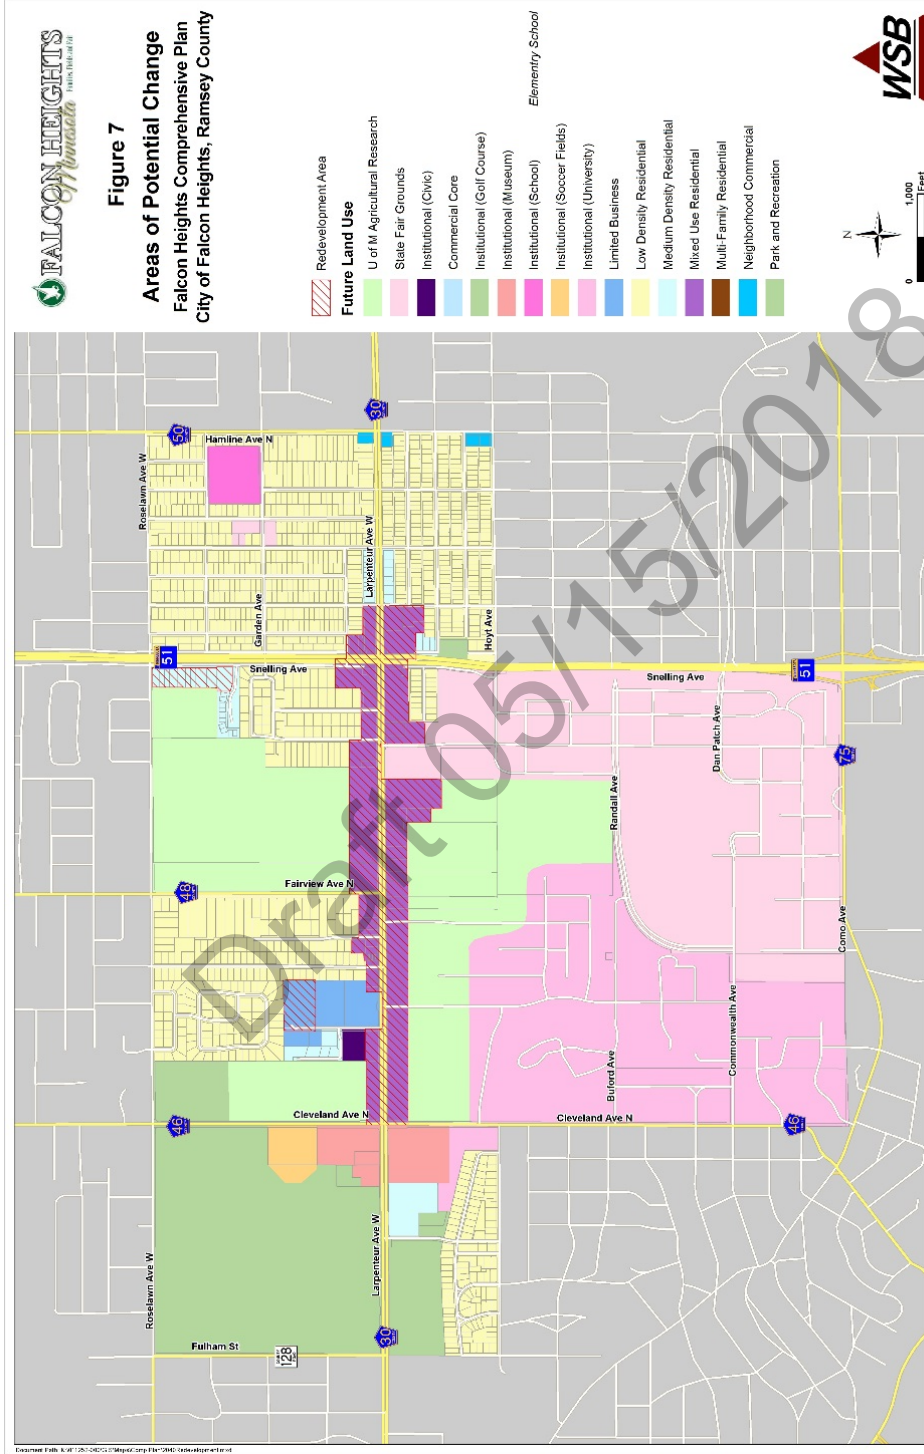 FALCON HEIGHTS
Minnesota
Figure 7
Areas of Potential Change
Falcon Heights Comprehensive Plan
City of Falcon Heights, Ramsey County
Redevelopment Area
Future Land Use
U of M Agricultural Research
State Fair Grounds
Institutional (Civic)
Commercial Core
Institutional (Golf Course)
Institutional (Museum)
Institutional (School)
Elementry School
Institutional (Soccer Fields)
Institutional (University)
Limited Business
Low Density Residential
Medium Density Residential
Mixed Use Residential
Multi-Family Residential
Neighborhood Commercial
Park and Recreation
N
0
1,000
Feet
WSB
Roselawn Ave W
50
Hamline Ave N
30
Larpenteur Ave W
Garden Ave
Hoyt Ave
51
Snelling Ave
Snelling Ave
51
Dan Patch Ave
Randall Ave
75
48
Fairview Ave N
Como Ave
Commonwealth Ave
Buford Ave
Cleveland Ave N
46
Cleveland Ave N
46
Roselawn Ave W
Larpenteur Ave W
30
Fulham St
128
Draft 05/15/2018